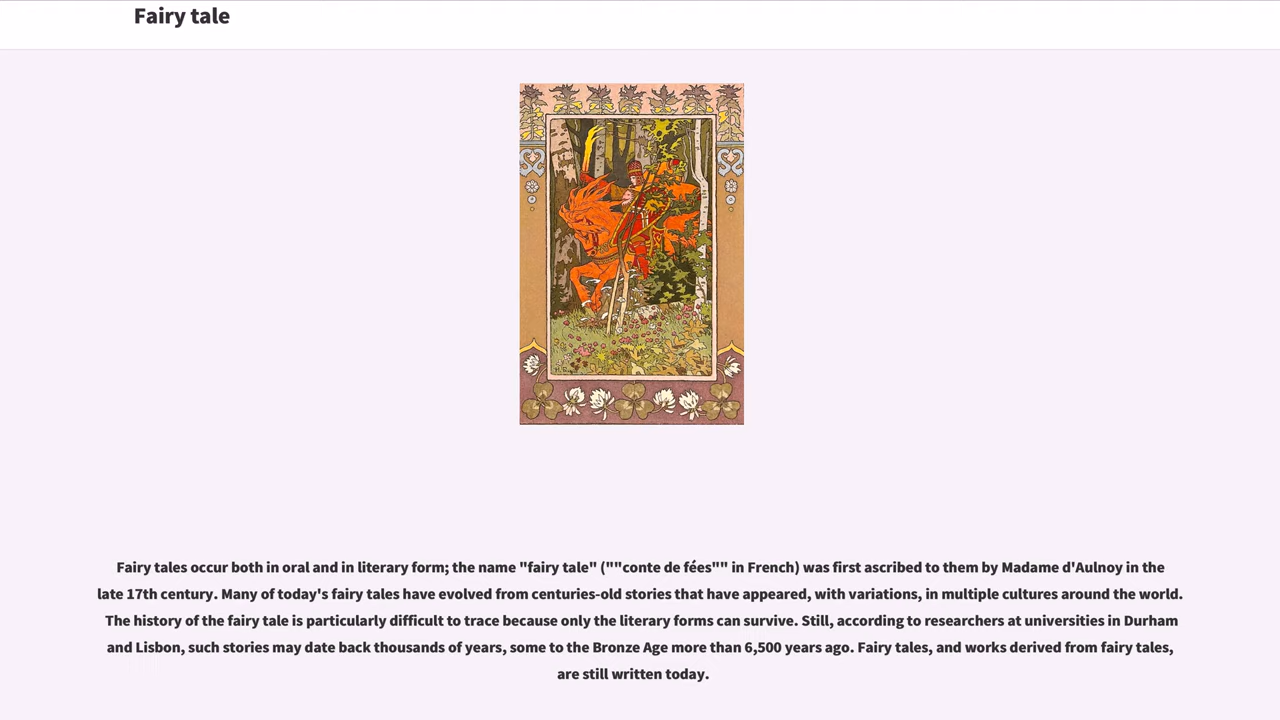 Fairy tale
Fairy tales occur both in oral and in literary form; the name "fairy tale" (""conte de fées"" in French) was first ascribed to them by Madame d'Aulnoy in the
late 17th century. Many of today's fairy tales have evolved from centuries-old stories that have appeared, with variations, in multiple cultures around the world.
The history of the fairy tale is particularly difficult to trace because only the literary forms can survive. Still, according to researchers at universities in Durham
and Lisbon, such stories may date back thousands of years, some to the Bronze Age more than 6,500 years ago. Fairy tales, and works derived from fairy tales,
are still written today.